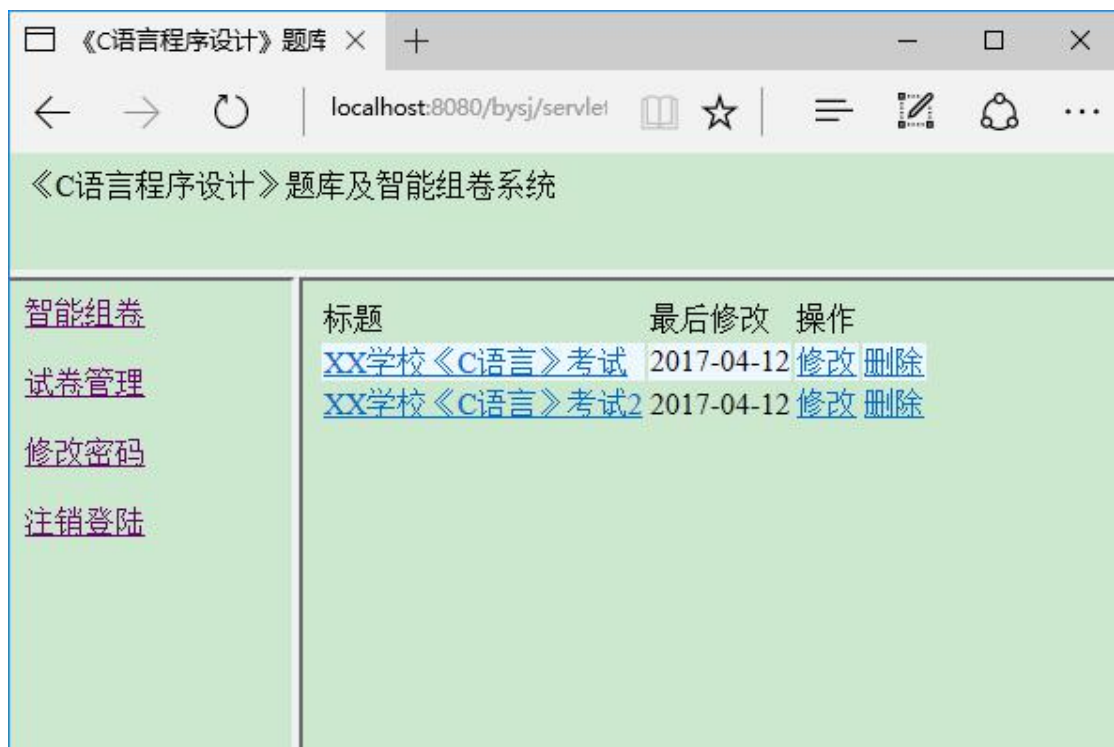 《C语言程序设计》题库
localhost:8080/bysj/servlet
《C语言程序设计》题库及智能组卷系统
智能组卷
试卷管理
修改密码
注销登陆
标题 最后修改 操作
XX学校《C语言》考试 2017-04-12 修改 删除
XX学校《C语言》考试2 2017-04-12 修改 删除